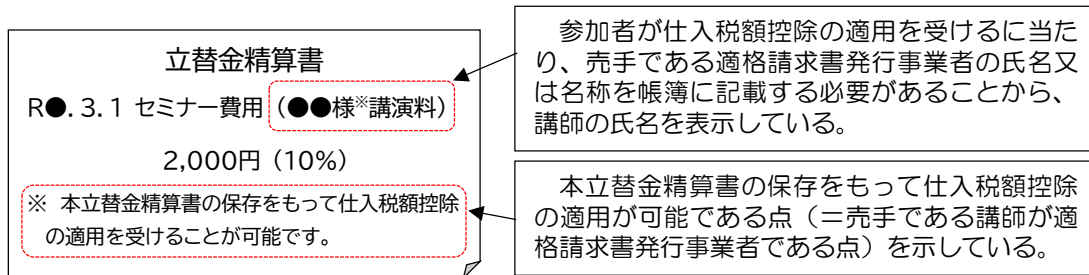 立替金精算書
R●.3.1 セミナー費用 (●●様※講演料)
2,000円 (10%)
※ 本立替金精算書の保存をもって仕入税額控除
の適用を受けることが可能です。
参加者が仕入税額控除の適用を受けるに当た
り、売手である適格請求書発行事業者の氏名又
は名称を帳簿に記載する必要があることから、
講師の氏名を表示している。
本立替金精算書の保存をもって仕入税額控除
の適用が可能である点(=売手である講師が適
格請求書発行事業者である点)を示している。